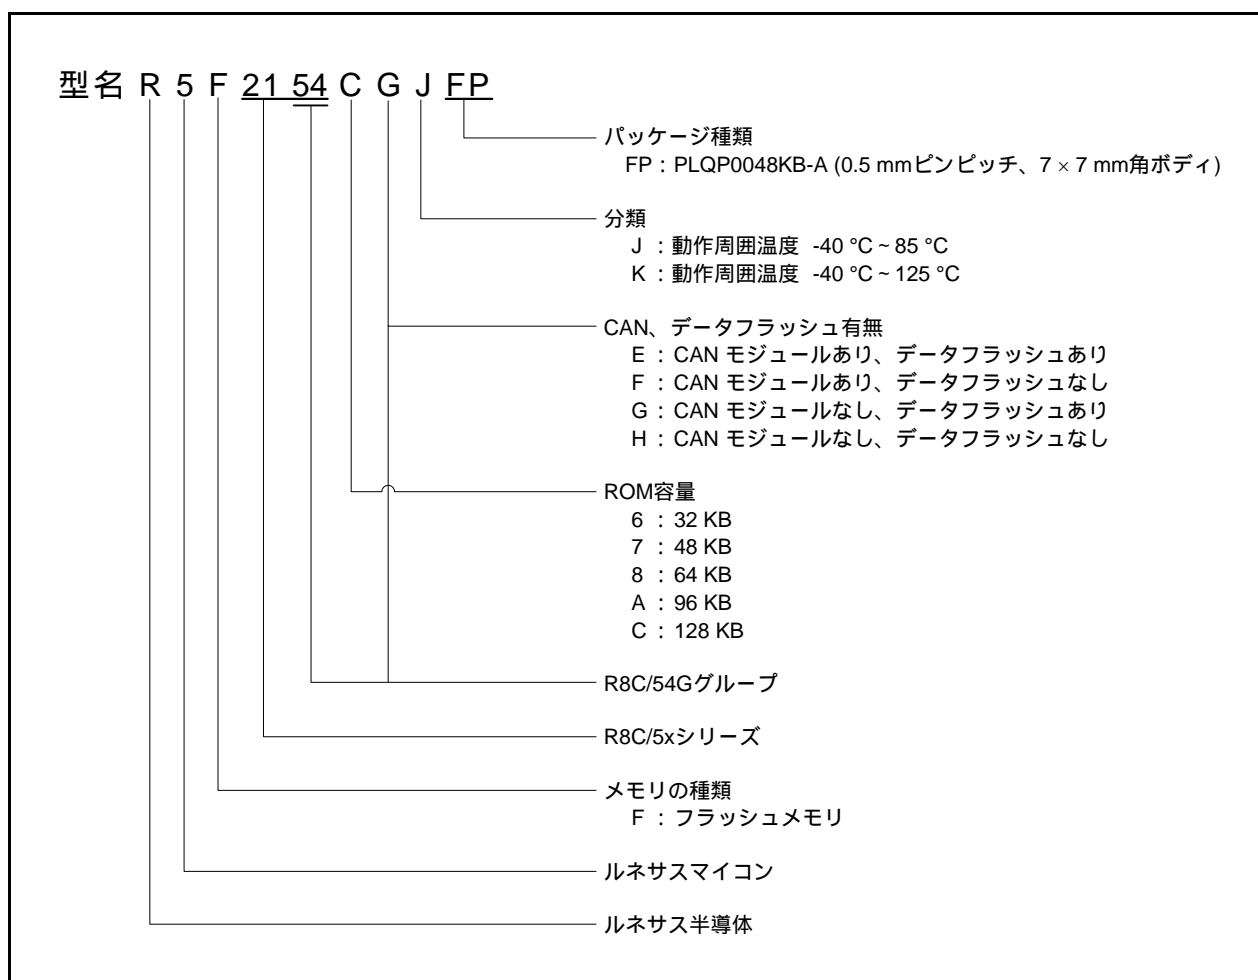 型名 R 5 F 21 54 C G J FP
パッケージ種類
FP : PLQP0048KB-A (0.5 mmピンピッチ、7 × 7 mm角ボディ)
分類
J : 動作周囲温度 -40 °C ~ 85 °C
K : 動作周囲温度 -40 °C ~ 125 °C
CAN、データフラッシュ有無
E : CAN モジュールあり、データフラッシュあり
F : CAN モジュールあり、データフラッシュなし
G : CAN モジュールなし、データフラッシュあり
H : CAN モジュールなし、データフラッシュなし
ROM容量
6 : 32 KB
7 : 48 KB
8 : 64 KB
A : 96 KB
C : 128 KB
R8C/54Gグループ
R8C/5xシリーズ
メモリの種類
F : フラッシュメモリ
ルネサスマイコン
ルネサス半導体